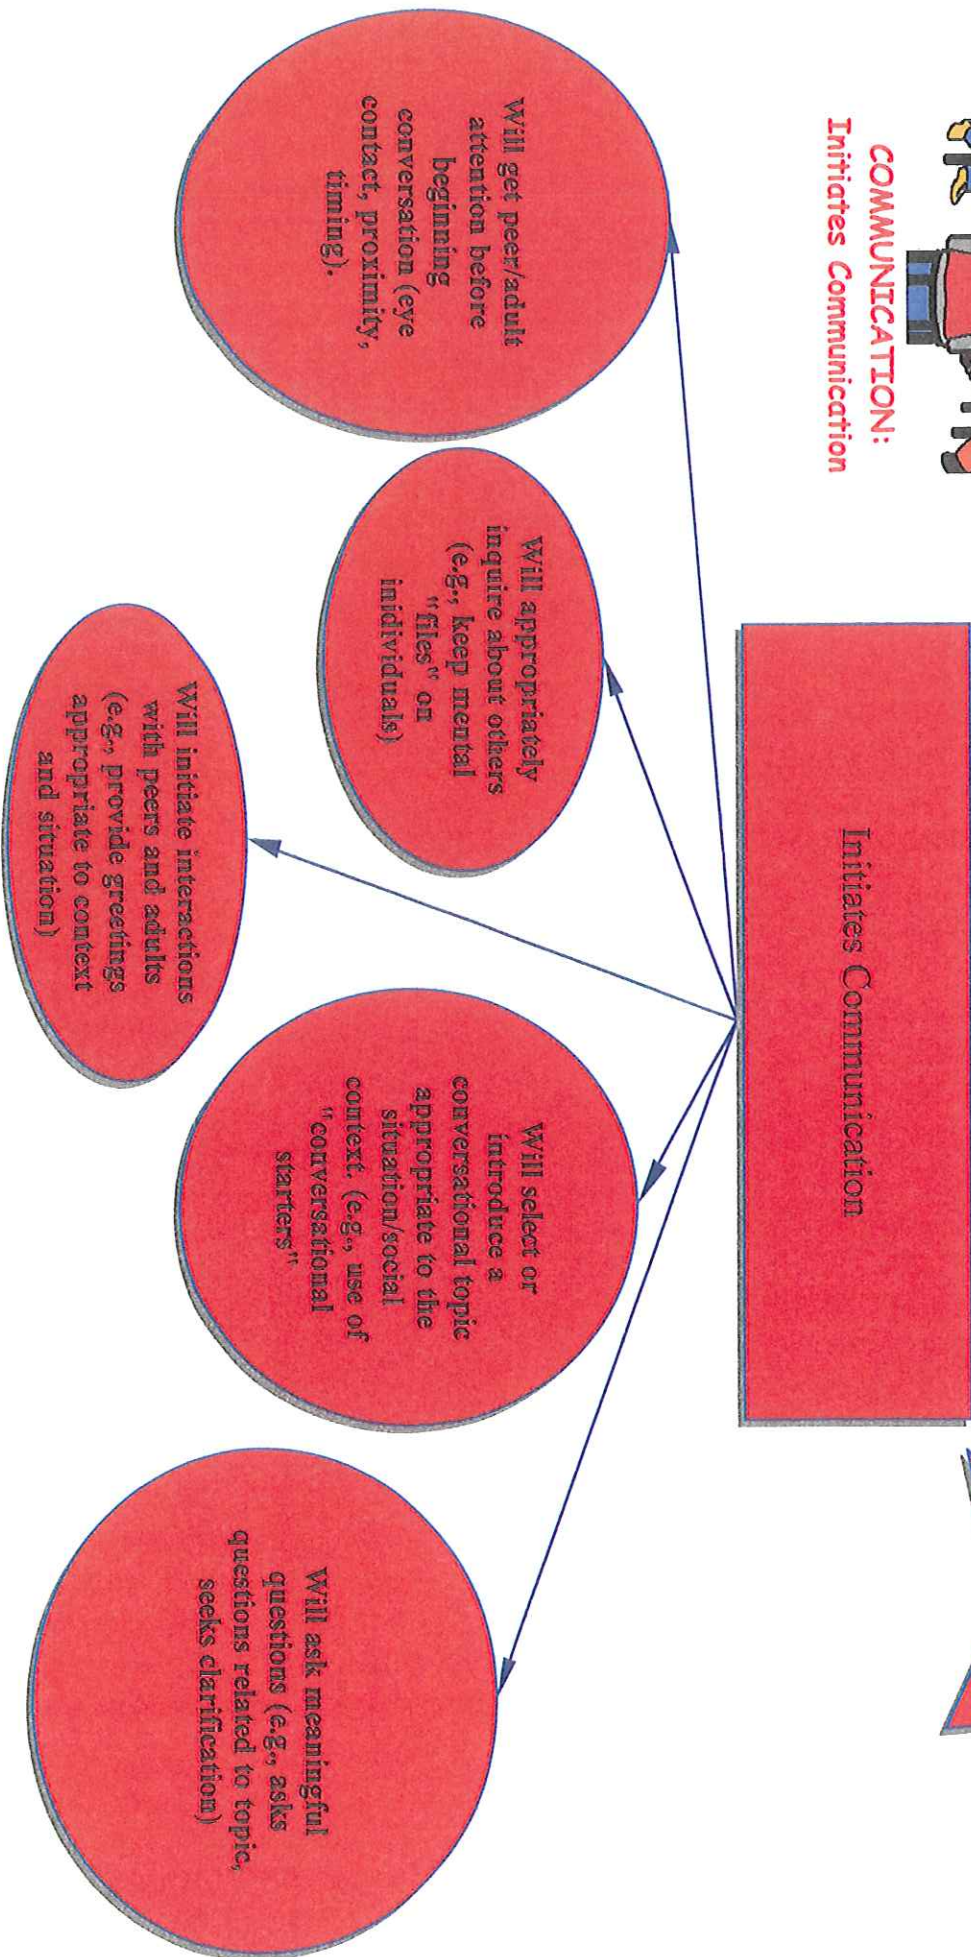 COMMUNICATION:
Initiates Communication
Initiates Communication
Will get peer/adult
attention before
beginning
conversation (eye
contact, proximity,
timing).
Will appropriately
inquire about others
(e.g., keep mental
"files" on
inidividuals)
Will initiate interactions
with peers and adults
(e.g., provide greetings
appropriate to context
and situation)
Will select or
introduce a
conversational topic
appropriate to the
situation/social
context. (e.g., use of
"conversational
starters"
Will ask meaningful
questions (e.g., asks
questions related to topic,
seeks clarification)